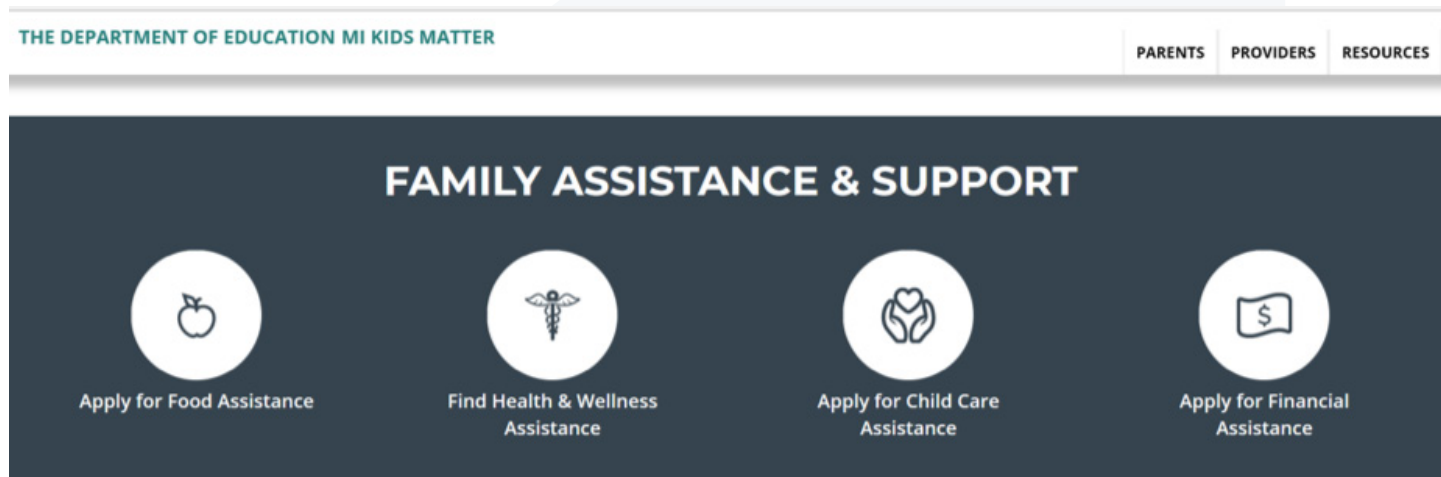 THE DEPARTMENT OF EDUCATION MI KIDS MATTER
PARENTS PROVIDERS RESOURCES
FAMILY ASSISTANCE & SUPPORT
$
Apply for Food Assistance
Find Health & Wellness
Assistance
Apply for Child Care
Assistance
Apply for Financial
Assistance